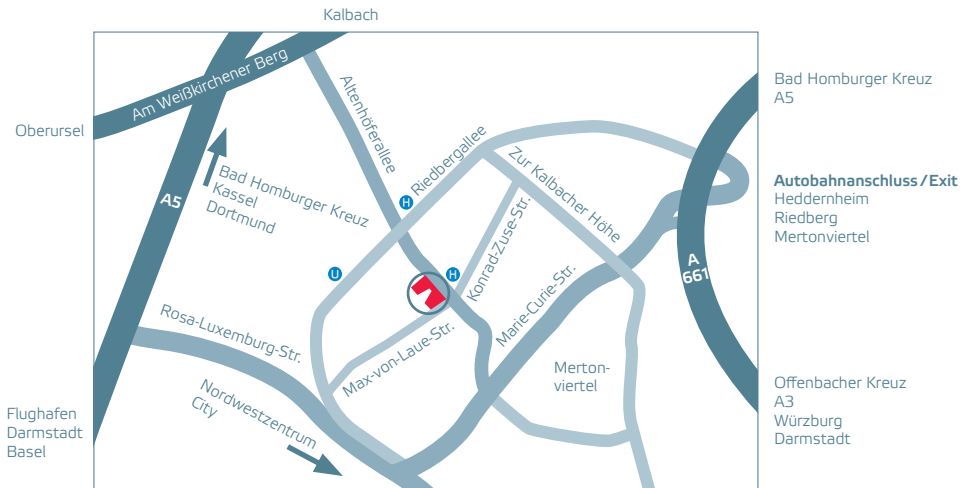 Kalbach
Am Weißkirchener Berg
Oberursel
Altenhöferallee
Riedbergallee
Zur Kalbacher Höhe
Bad Homburger Kreuz
A5
Autobahnanschluss/Exit
Heddernheim
Riedberg
Mertonviertel
A5
Bad Homburger Kreuz
Kassel
Dortmund
H
U
H
Konrad-Zuse-Str.
Marie-Curie-Str.
A
661
Rosa-Luxemburg-Str.
Max-von-Laue-Str.
Merton-
viertel
Nordwestzentrum
City
Flughafen
Darmstadt
Basel
Offenbacher Kreuz
A3
Würzburg
Darmstadt